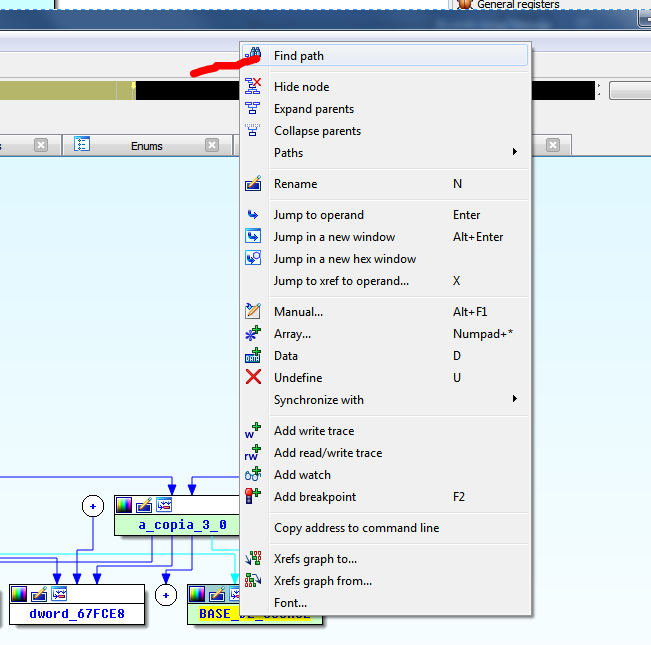 General registers
Find path
Hide node
Expand parents
Collapse parents
Enums
Paths
Rename N
Jump to operand Enter
Jump in a new window Alt+Enter
Jump in a new hex window
Jump to xref to operand... X
Manual... Alt+F1
Array... Numpad+*
Data D
Undefine U
Synchronize with
Add write trace
Add read/write trace
Add watch
Add breakpoint F2
a_copia_3_0
Copy address to command line
Xrefs graph to...
Xrefs graph from...
Font...
dword_67FCE8